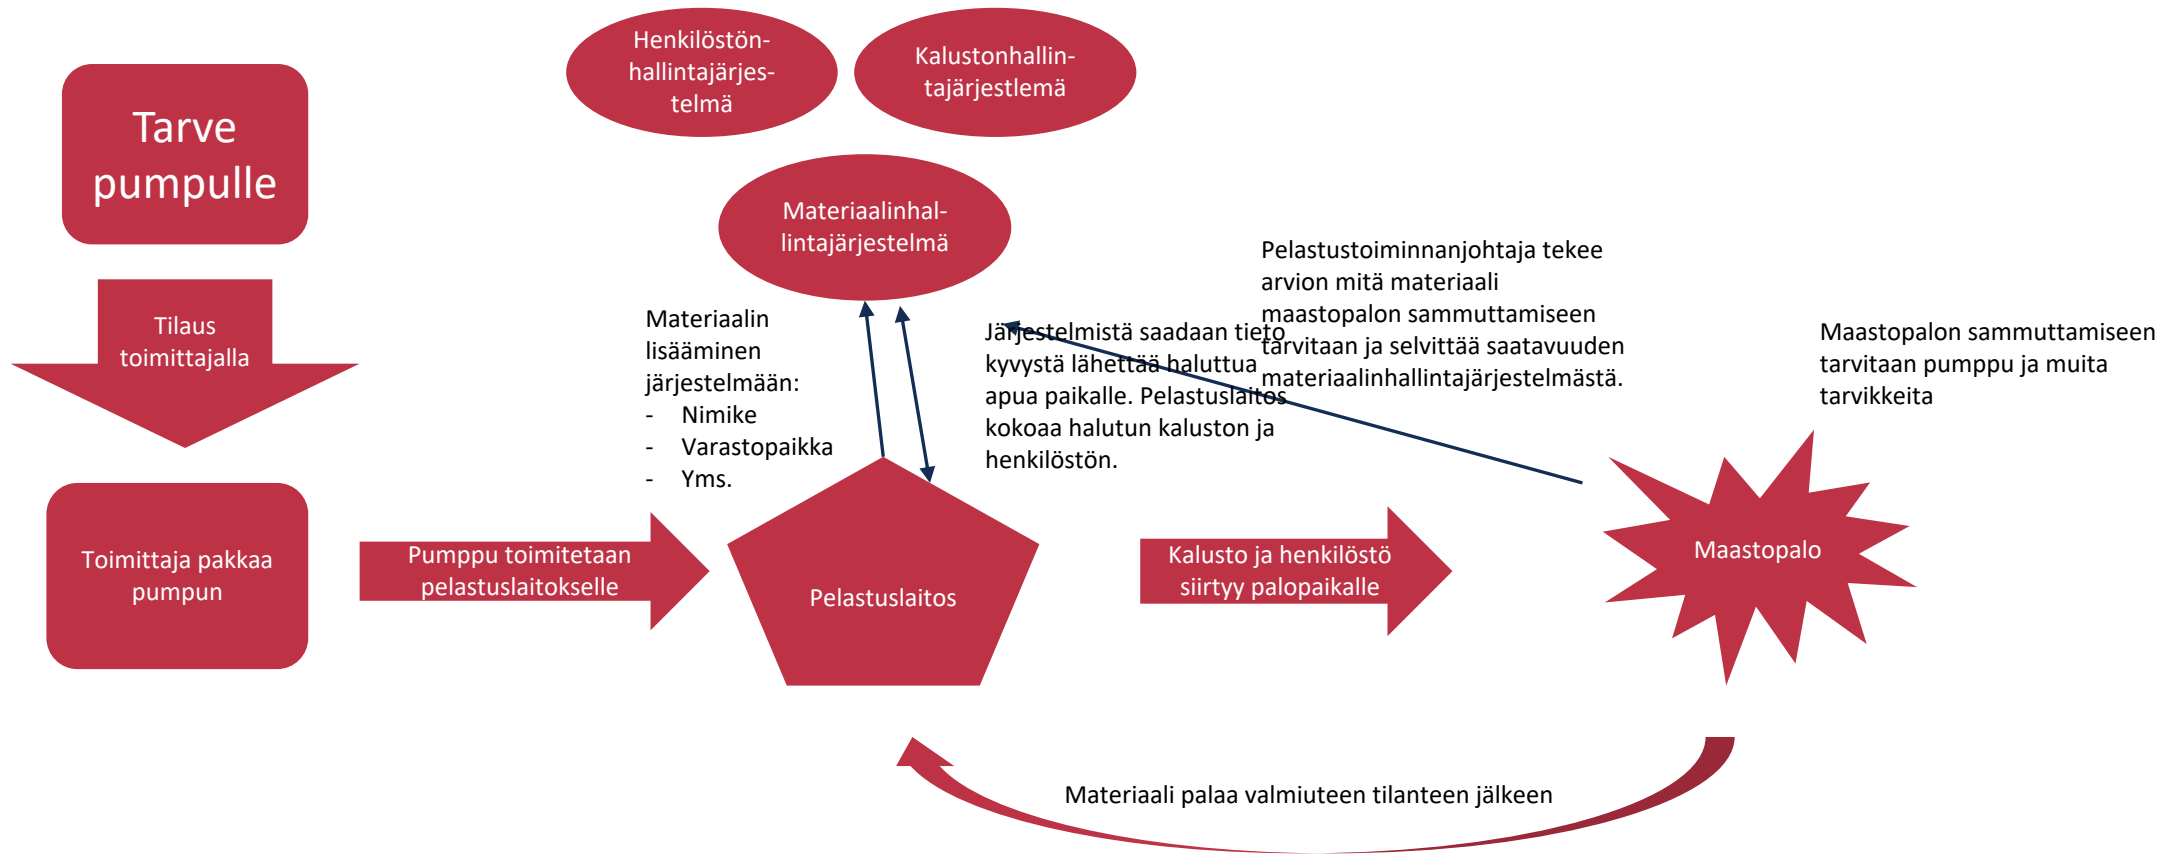 Tarve
pumpulle
Tilaus
toimittajalla
Toimittaja pakkaa
pumpun
Pumppu toimitetaan
pelastuslaitokselle
Henkilöstön-
hallintajärjes-
telmä
Kalustonhallin-
tajärjestlemä
Materiaalinhal-
lintajärjestelmä
Materiaalin
lisääminen
järjestelmään:
- Nimike
- Varastopaikka
- Yms.
Pelastuslaitos
Järjestelmistä saadaan tieto
kyvystä lähettää haluttua
apua paikalle. Pelastuslaitos
kokoaa halutun kaluston ja
henkilöstön.
Pelastustoiminnanjohtaja tekee
arvion mitä materiaali
maastopalon sammuttamiseen
tarvitaan ja selvittää saatavuuden
materiaalinhallintajärjestelmästä.
Kalusto ja henkilöstö
siirtyy palopaikalle
Maastopalon sammuttamiseen
tarvitaan pumppu ja muita
tarvikkeita
Maastopalo
Materiaali palaa valmiuteen tilanteen jälkeen